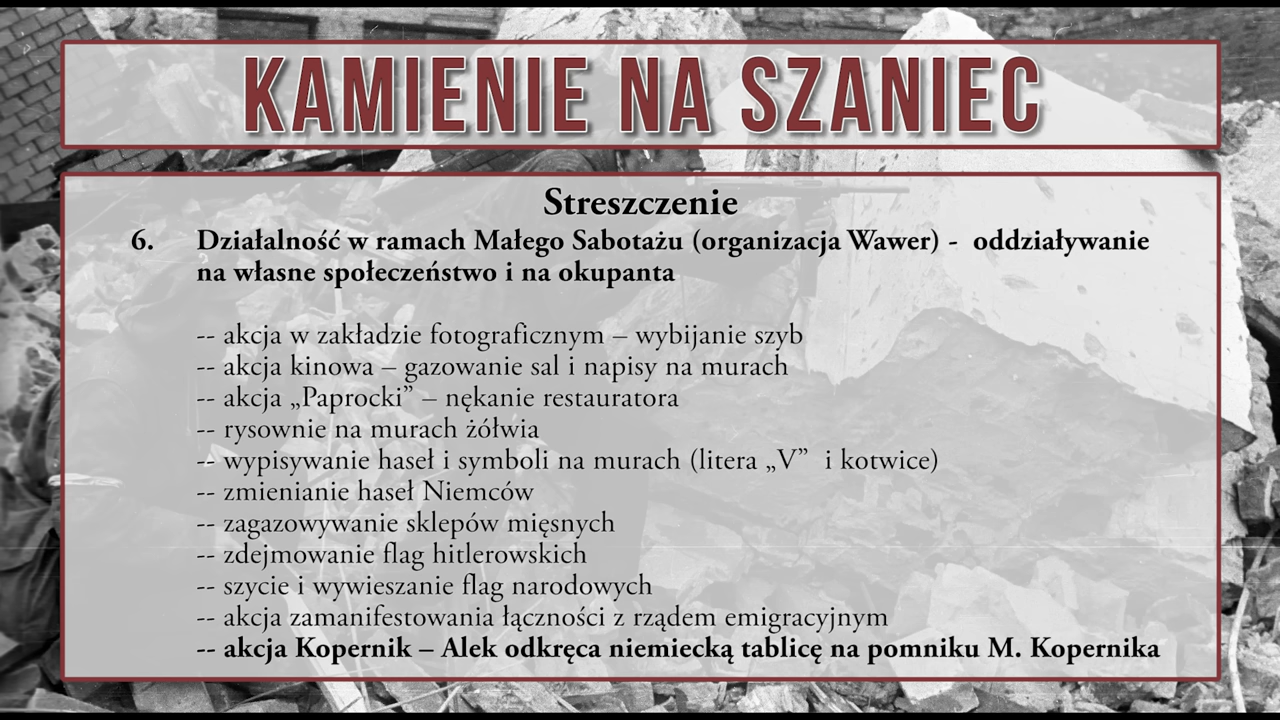 KAMIENIE NA SZANIEC
Streszczenie
6. Działalność w ramach Małego Sabotażu (organizacja Wawer) - oddziaływanie
na własne społeczeństwo i na okupanta
-- akcja w zakładzie fotograficznym – wybijanie szyb
-- akcja kinowa – gazowanie sal i napisy na murach
-- akcja „Paprocki” – nękanie restauratora
-- rysownie na murach żółwia
-- wypisywanie haseł i symboli na murach (litera „V” i kotwice)
-- zmienianie haseł Niemców
-- zagazowywanie sklepów mięsnych
-- zdejmowanie flag hitlerowskich
-- szycie i wywieszanie flag narodowych
-- akcja zamanifestowania łączności z rządem emigracyjnym
-- akcja Kopernik – Alek odkręca niemiecką tablicę na pomniku M. Kopernika